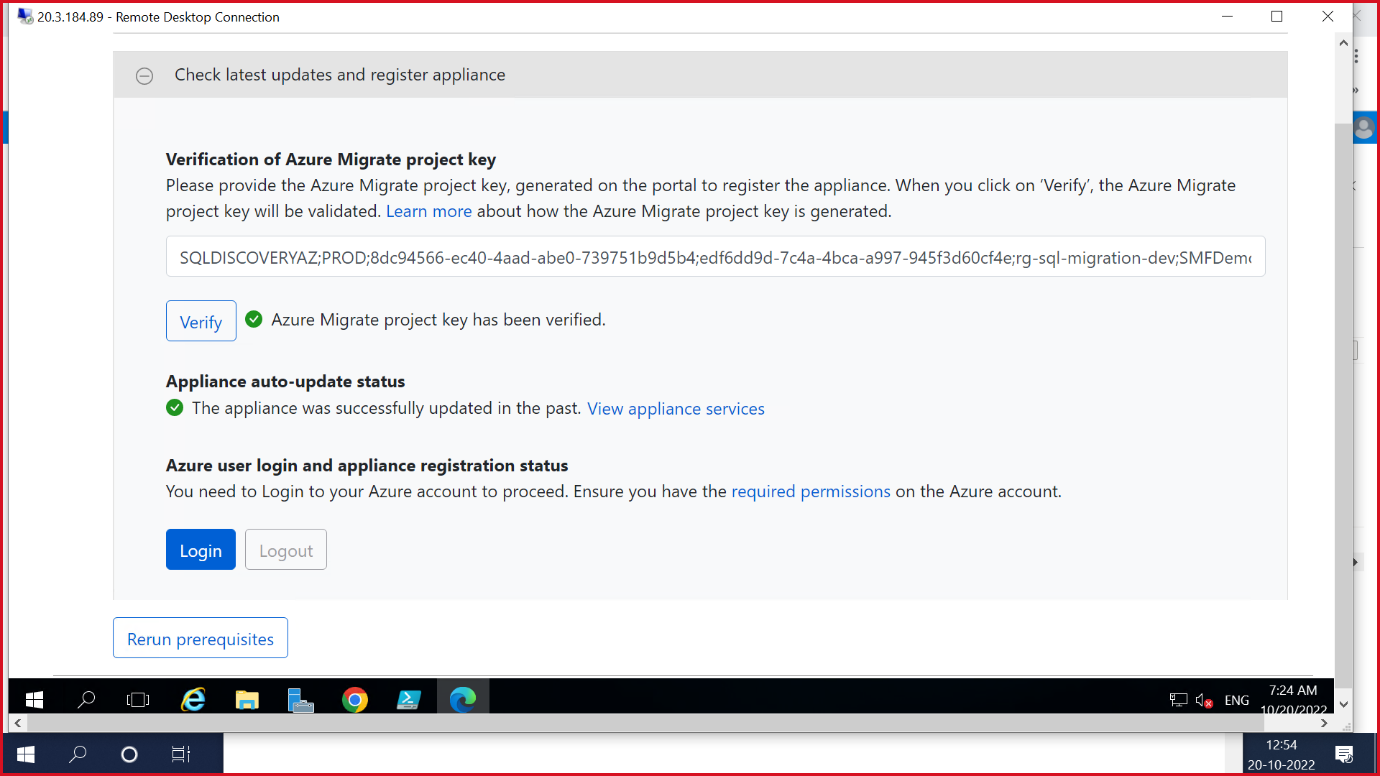 20.3.184.89 - Remote Desktop Connection
Check latest updates and register appliance
Verification of Azure Migrate project key
Please provide the Azure Migrate project key, generated on the portal to register the appliance. When you click on ‘Verify’, the Azure Migrate
project key will be validated. Learn more about how the Azure Migrate project key is generated.
SQLDISCOVERYAZ;PROD;8dc94566-ec40-4aad-abe0-739751b9d5b4;edf6dd9d-7c4a-4bca-a997-945f3d60cf4e;rg-sql-migration-dev;SMFDemo
Verify Azure Migrate project key has been verified.
Appliance auto-update status
The appliance was successfully updated in the past. View appliance services
Azure user login and appliance registration status
You need to Login to your Azure account to proceed. Ensure you have the required permissions on the Azure account.
Login Logout
Rerun prerequisites
ENG
7:24 AM
10/20/2022
12:54
20-10-2022